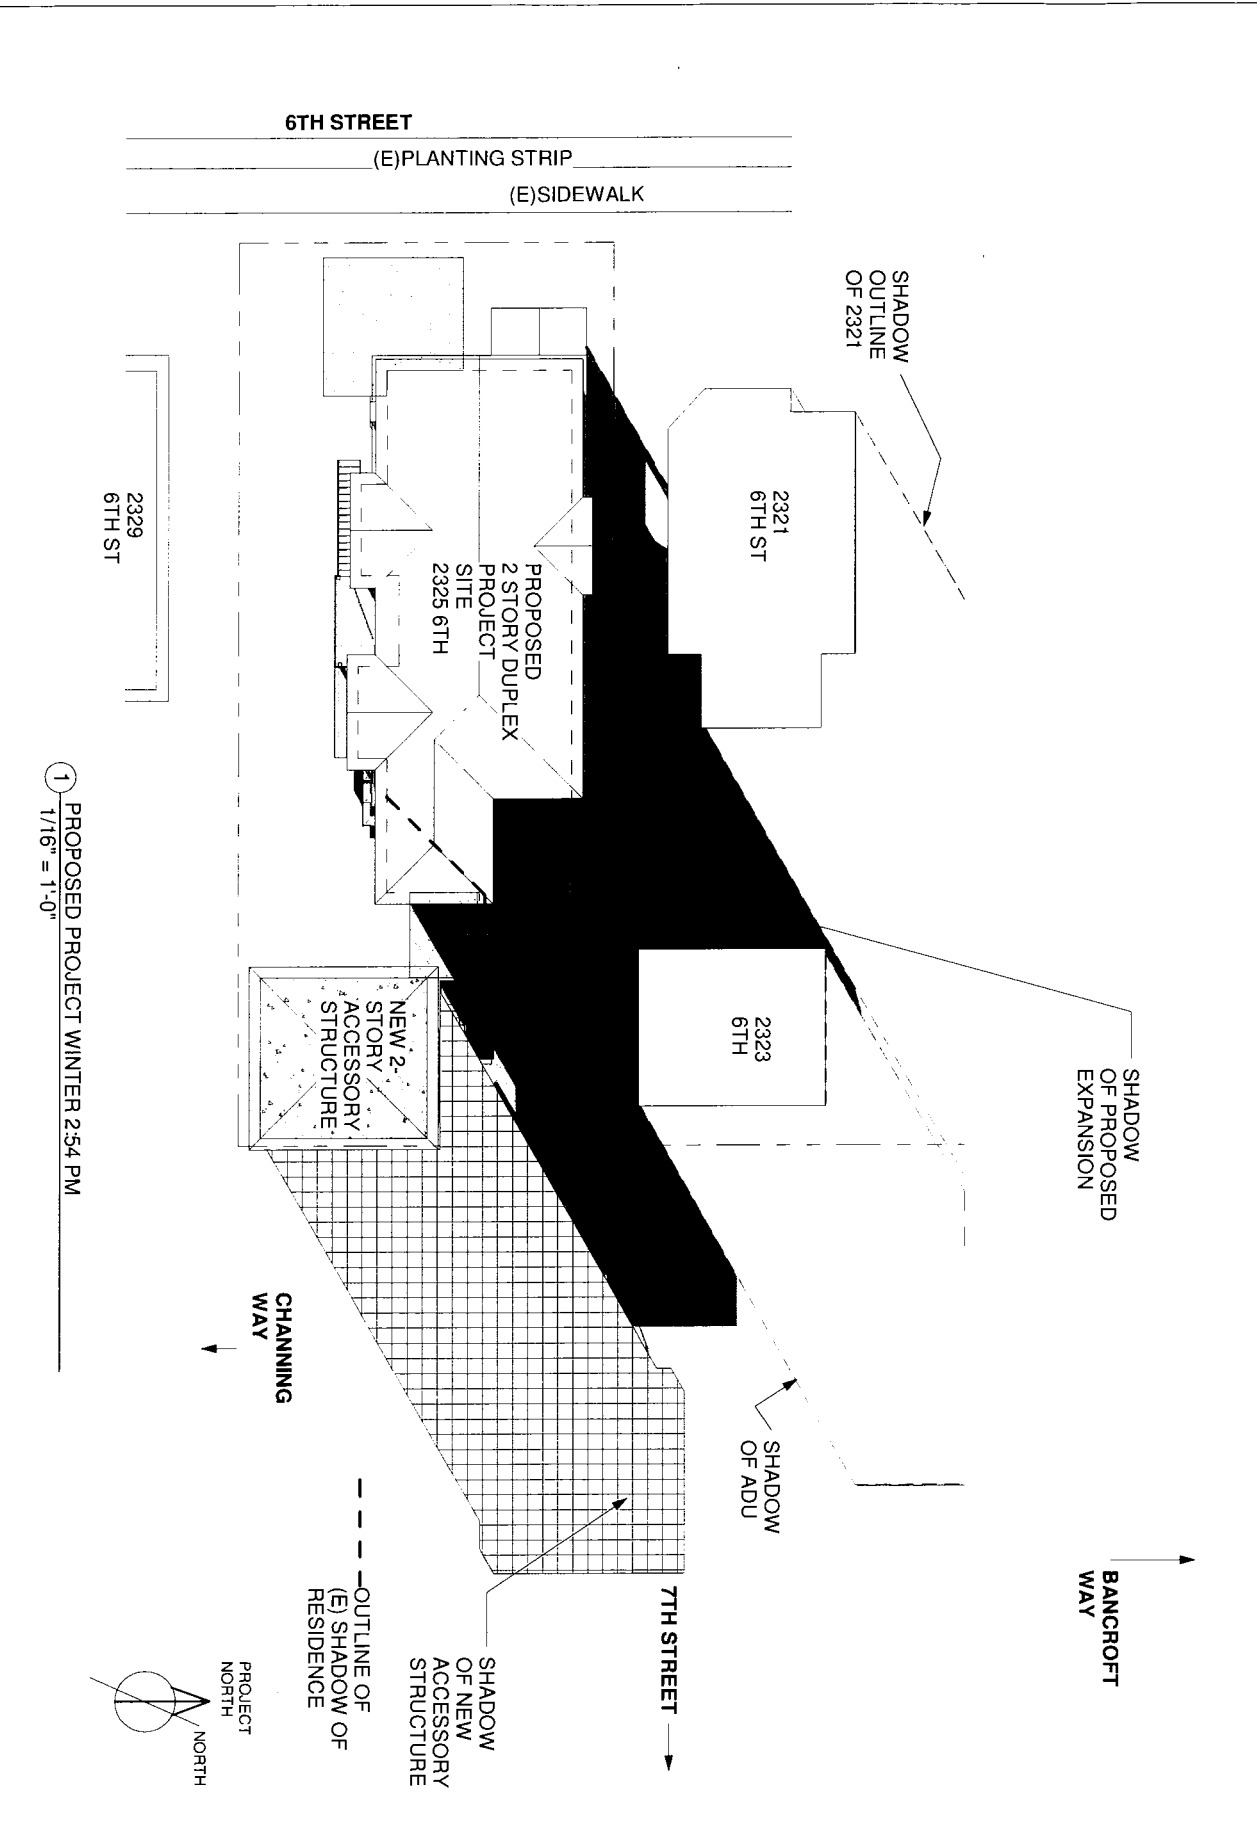 6TH STREET
(E)PLANTING STRIP
(E)SIDEWALK
SHADOW
OUTLINE
OF 2321
2321
6TH ST
2329
6TH ST
PROPOSED
2 STORY DUPLEX
PROJECT
SITE
2325 6TH
2323
6TH
NEW 2-
STORY
ACCESSORY
STRUCTURE
SHADOW
OF PROPOSED
EXPANSION
1
PROPOSED PROJECT WINTER 2:54 PM
1/16" = 1'-0"
CHANNING
WAY
SHADOW
OF ADU
BANCROFT
WAY
7TH STREET
OUTLINE OF
(E) SHADOW OF
RESIDENCE
SHADOW
OF NEW
ACCESSORY
STRUCTURE
PROJECT
NORTH
NORTH